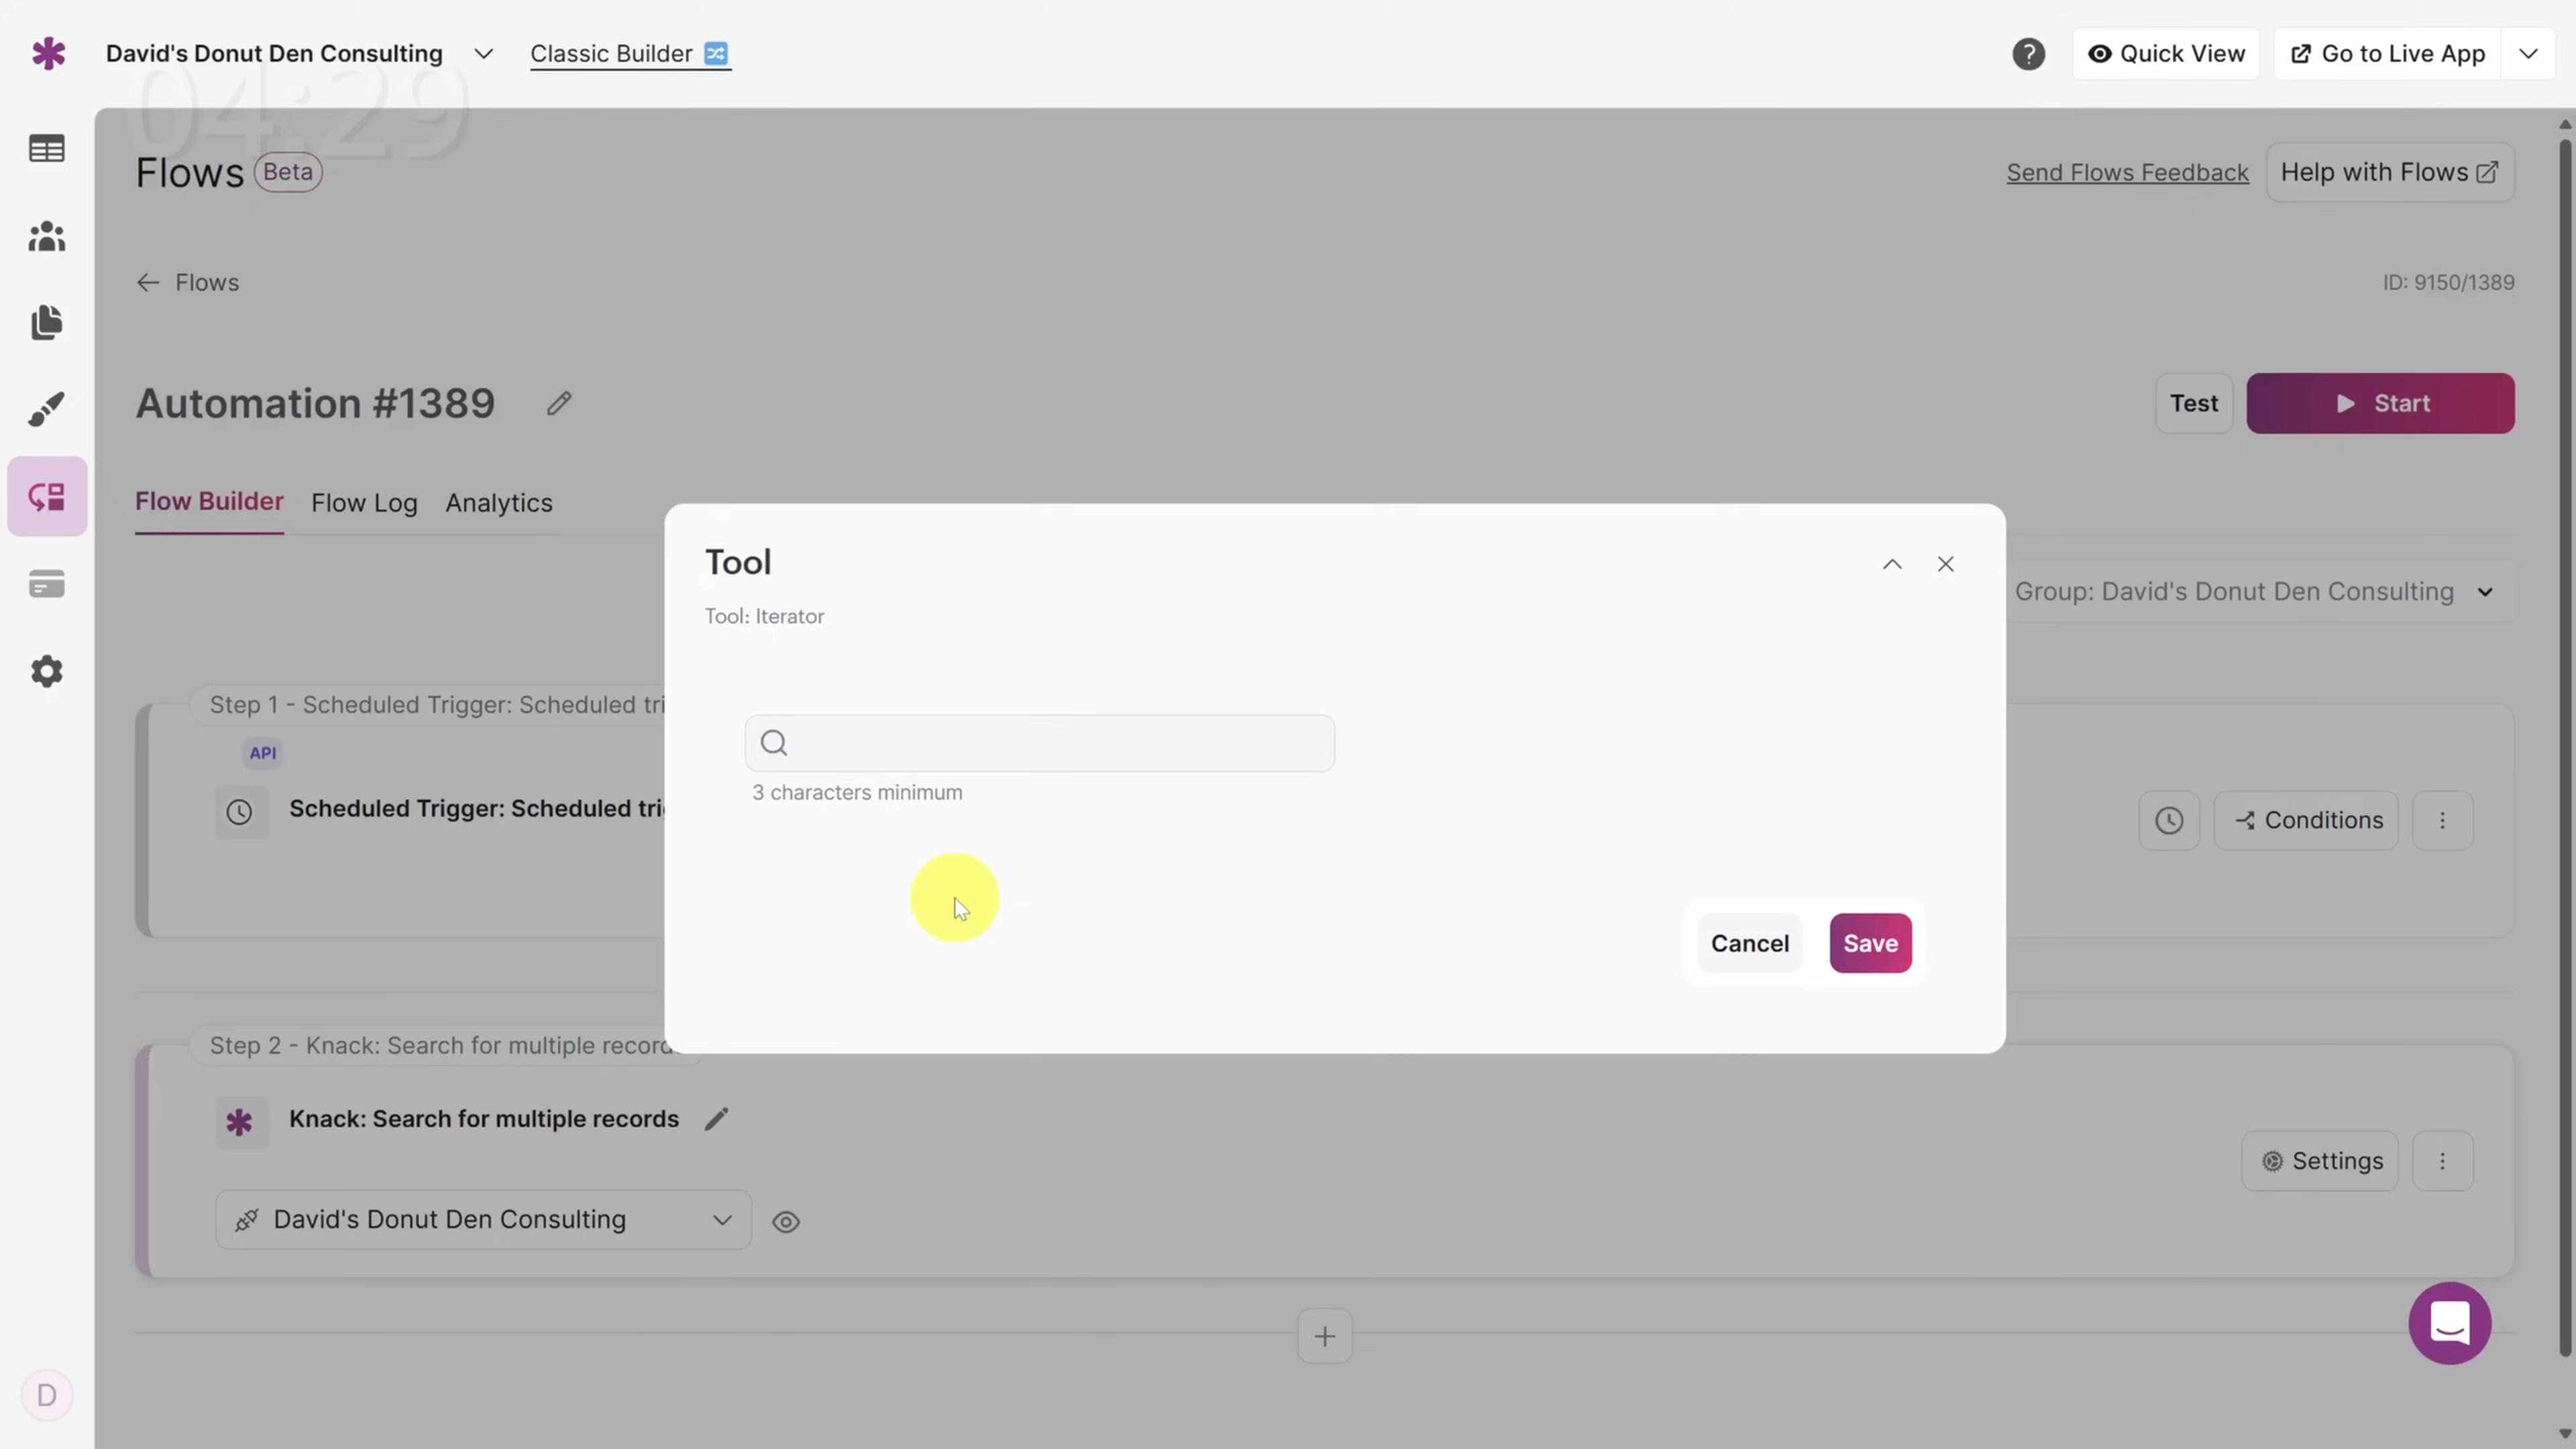 David's Donut Den Consulting
Classic Builder
Quick View
Go to Live App
04:29
Flows Beta
Send Flows Feedback
Help with Flows
Flows
ID: 9150/1389
Automation #1389
Test
Start
Flow Builder
Flow Log
Analytics
Tool
Tool: Iterator
Group: David's Donut Den Consulting
Step 1 - Scheduled Trigger: Scheduled tri
API
Scheduled Trigger: Scheduled tri
3 characters minimum
Conditions
Cancel
Save
Step 2 - Knack: Search for multiple record
Knack: Search for multiple records
Settings
David's Donut Den Consulting
D